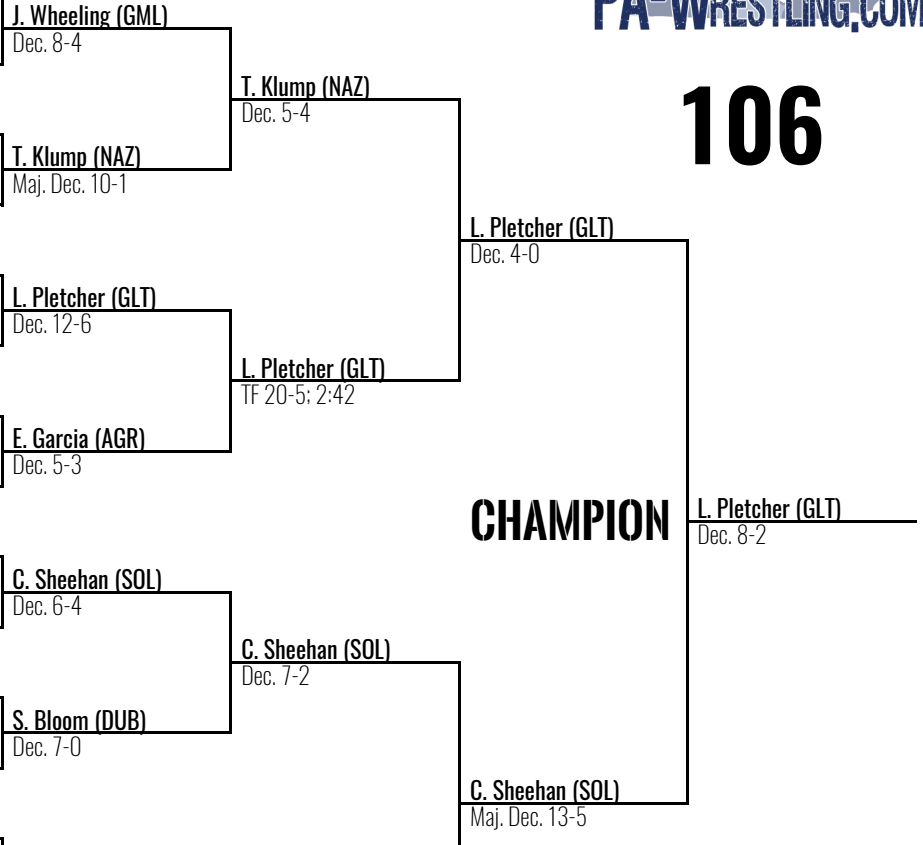 J. Wheeling (GML)
Dec. 8-4
PA-WRESTLING.COM
T. Klump (NAZ)
Dec. 5-4
106
T. Klump (NAZ)
Maj. Dec. 10-1
L. Pletcher (GLT)
Dec. 4-0
L. Pletcher (GLT)
Dec. 12-6
L. Pletcher (GLT)
TF 20-5; 2:42
E. Garcia (AGR)
Dec. 5-3
CHAMPION
L. Pletcher (GLT)
Dec. 8-2
C. Sheehan (SOL)
Dec. 6-4
C. Sheehan (SOL)
Dec. 7-2
S. Bloom (DUB)
Dec. 7-0
C. Sheehan (SOL)
Maj. Dec. 13-5